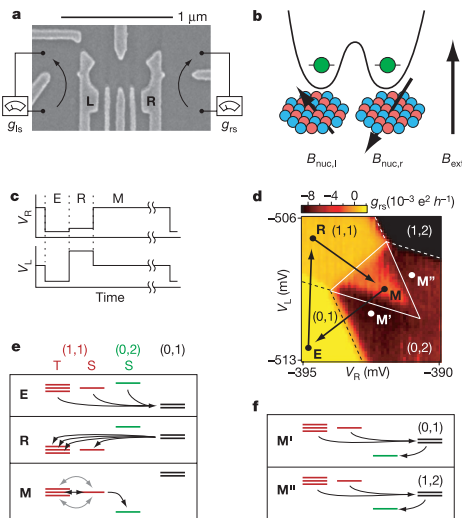 a
1 μm
L
R
g_ls
g_rs
b
B_nuc,l
B_nuc,r
B_ext
c
E R M
V_R
V_L
Time
d
g_rs(10⁻³ e² h⁻¹)
−8 −4 0
−506
R (1,1)
(1,2)
M"
M
(0,1)
M'
E
(0,2)
V_L (mV)
−513
−395
−390
V_R (mV)
e
(1,1) (0,2) (0,1)
T S S
E
R
M
f
M' (0,1)
M" (1,2)